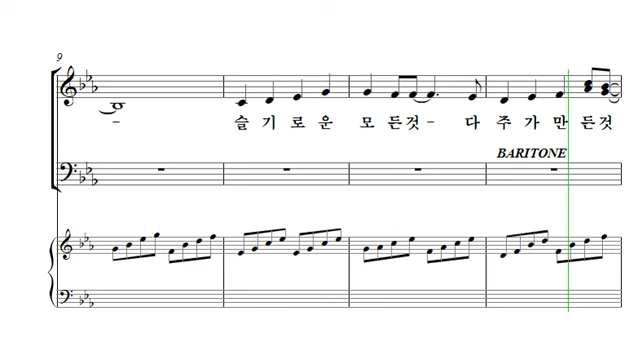 9
- 슬 기 로 운 모 든 것 - 다 주 가 만 든 것
BARITONE